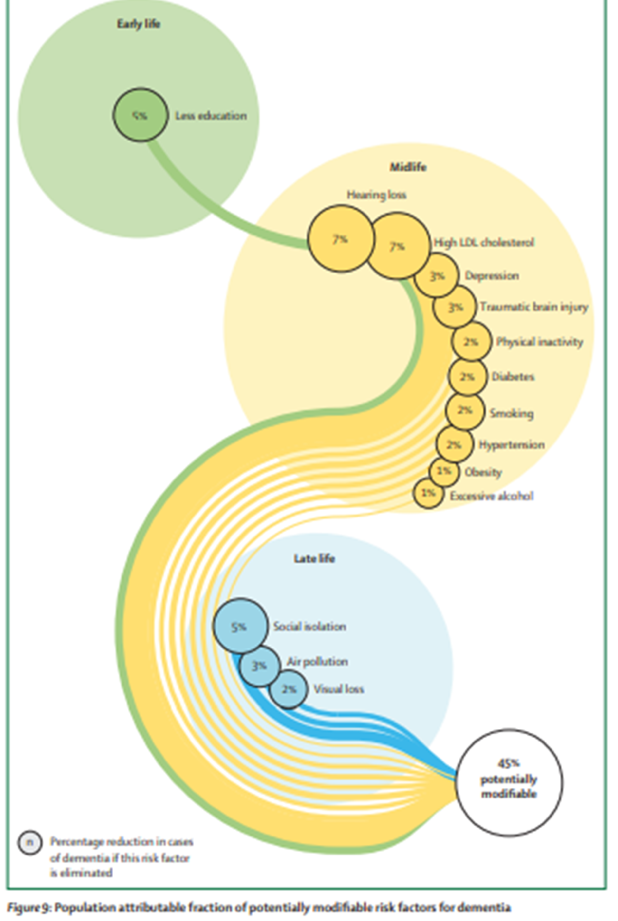 Early life
5%
Less education
Midlife
Hearing loss
7%
7%
High LDL cholesterol
3%
Depression
3%
Traumatic brain injury
2%
Physical inactivity
2%
Diabetes
2%
Smoking
2%
Hypertension
1%
Obesity
1%
Excessive alcohol
Late life
5%
Social isolation
3%
Air pollution
2%
Visual loss
45%
potentially
modifiable
n
Percentage reduction in cases
of dementia if this risk factor
is eliminated
Figure 9: Population attributable fraction of potentially modifiable risk factors for dementia